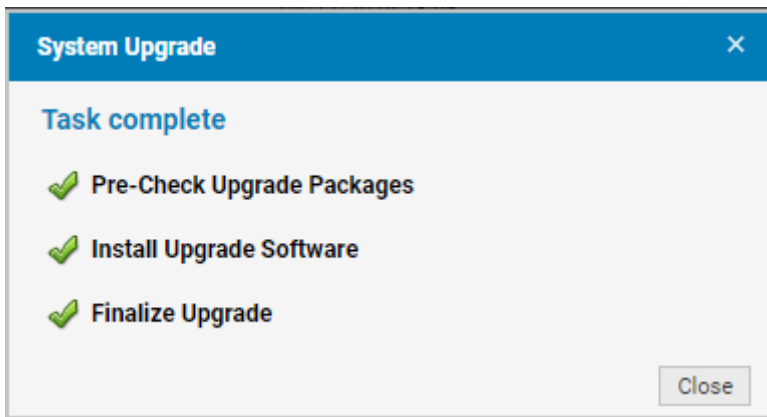 System Upgrade
Task complete
Pre-Check Upgrade Packages
Install Upgrade Software
Finalize Upgrade
Close